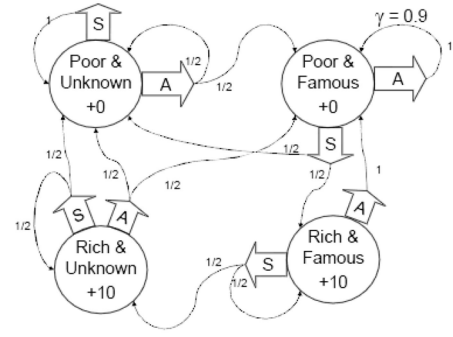 γ = 0.9
1
S
Poor &
Unknown
+0
A
1/2
1/2
Poor &
Famous
+0
A
1
S
1/2
1/2
1/2
1/2
1/2
1
S
A
1/2
Rich &
Unknown
+10
A
Rich &
Famous
+10
S
1/2
1/2